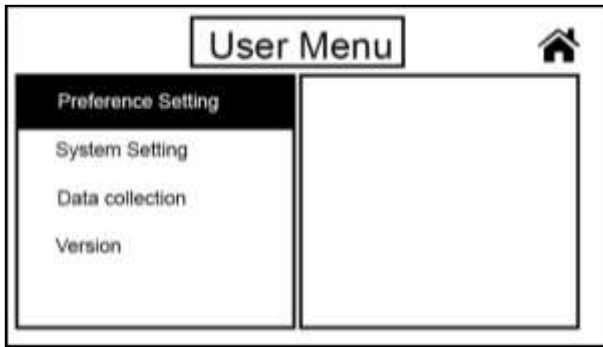 User Menu
Preference Setting
System Setting
Data collection
Version